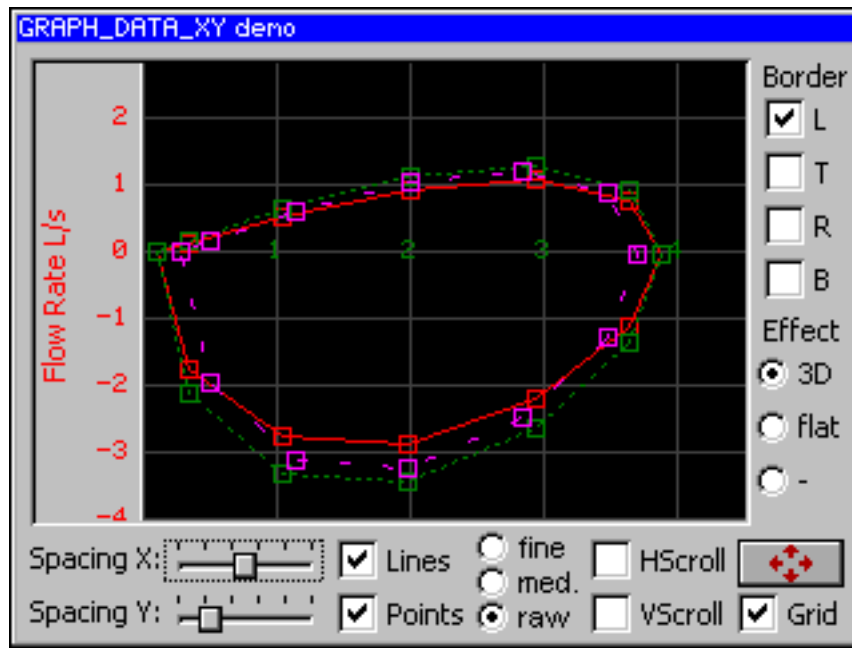 GRAPH_DATA_XY demo
Border
L
T
R
B
Effect
3D
flat
-
Flow Rate L/s
2
1
0
-1
-2
-3
-4
1 2 3 4
Spacing X:
Lines
fine
med.
raw
HScroll
Spacing Y:
Points
VScroll
Grid